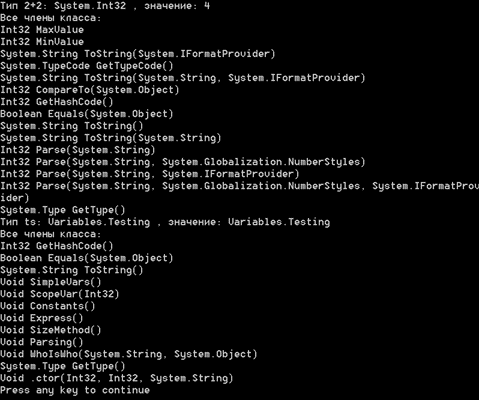 Тип 2+2: System.Int32 , значение: 4
Все члены класса:
Int32 MaxValue
Int32 MinValue
System.String ToString(System.IFormatProvider)
System.TypeCode GetTypeCode()
System.String ToString(System.String, System.IFormatProvider)
Int32 CompareTo(System.Object)
Int32 GetHashCode()
Boolean Equals(System.Object)
System.String ToString()
System.String ToString(System.String)
Int32 Parse(System.String)
Int32 Parse(System.String, System.Globalization.NumberStyles)
Int32 Parse(System.String, System.IFormatProvider)
Int32 Parse(System.String, System.Globalization.NumberStyles, System.IFormatProv
ider)
System.Type GetType()
Тип ts: Variables.Testing , значение: Variables.Testing
Все члены класса:
Int32 GetHashCode()
Boolean Equals(System.Object)
System.String ToString()
Void SimpleVars()
Void ScopeVar(Int32)
Void Constants()
Void Express()
Void SizeMethod()
Void Parsing()
Void WhoIsWho(System.String, System.Object)
System.Type GetType()
Void .ctor(Int32, Int32, System.String)
Press any key to continue